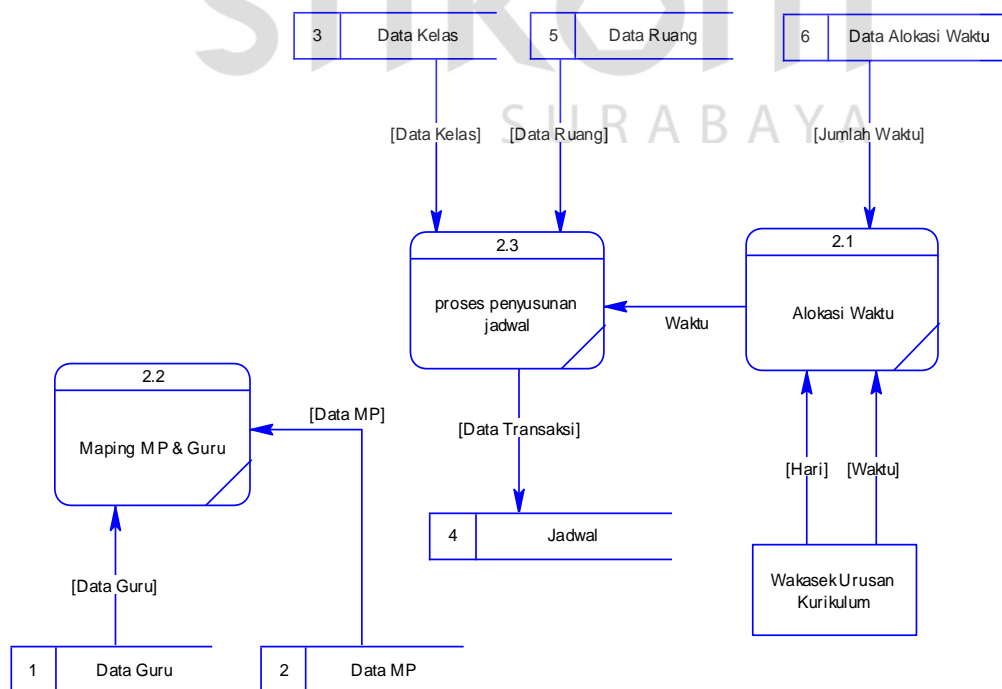 3 Data Kelas
5 Data Ruang
6 Data Alokasi Waktu
SURABAYA
[Data Kelas]
[Data Ruang]
[Jumlah Waktu]
2.3
proses penyusunan
jadwal
2.1
Alokasi Waktu
Waktu
2.2
Maping MP & Guru
[Data MP]
[Data Transaksi]
[Hari]
[Waktu]
4 Jadwal
Wakasek Urusan
Kurikulum
[Data Guru]
1 Data Guru
2 Data MP